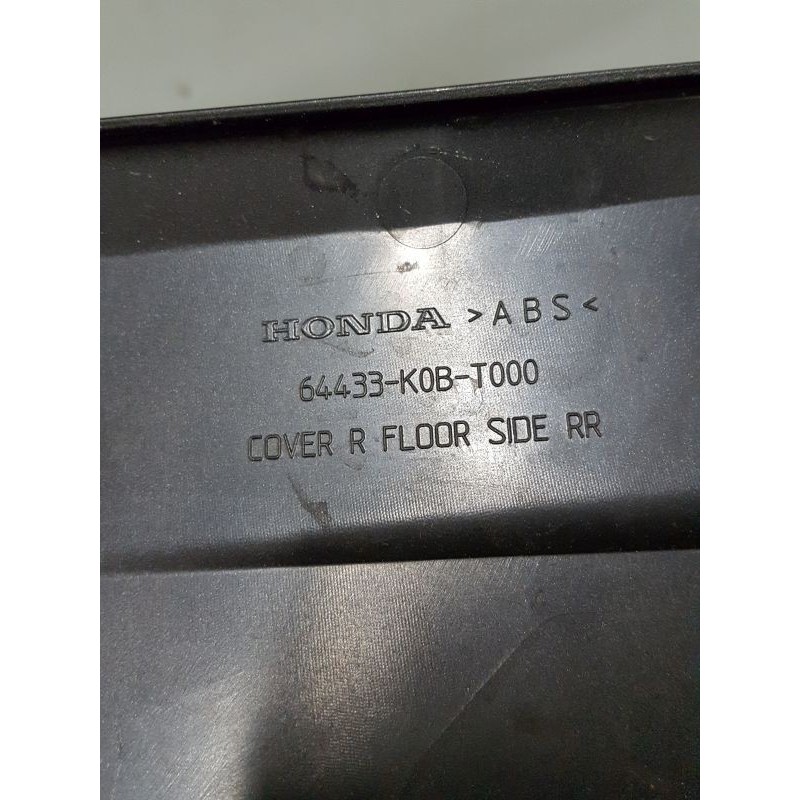 HONDA >ABS<
64433-K0B-T000
COVER R FLOOR SIDE RR